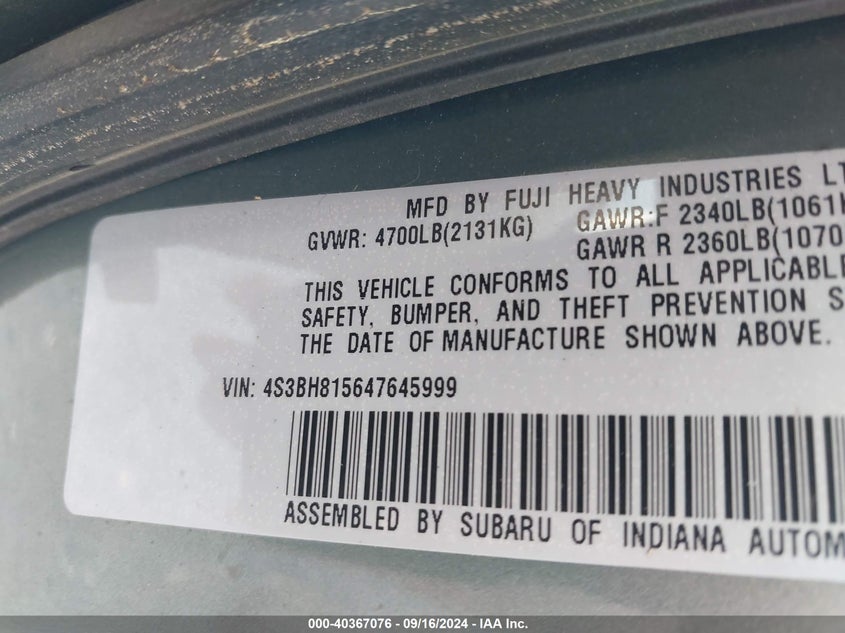 MFD BY FUJI HEAVY INDUSTRIES LT
GVWR: 4700LB(2131KG) GAWR:F 2340LB(1061K
GAWR R 2360LB(1070
THIS VEHICLE CONFORMS TO ALL APPLICABLE
SAFETY, BUMPER, AND THEFT PREVENTION S
THE DATE OF MANUFACTURE SHOWN ABOVE.
VIN: 4S3BH815647645999
ASSEMBLED BY SUBARU OF INDIANA AUTOM
000-40367076 - 09/16/2024 - IAA Inc.